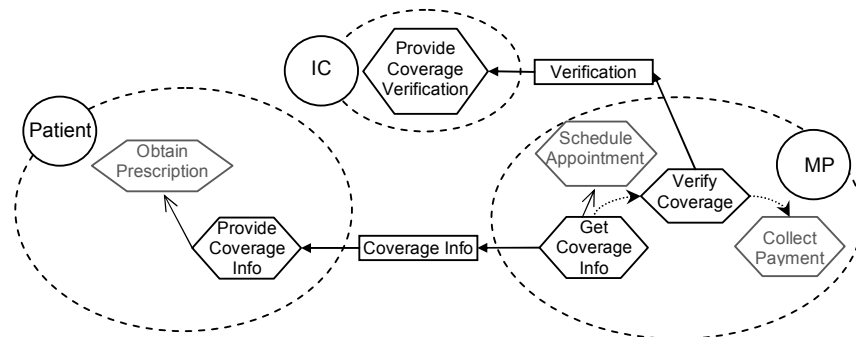 IC
Provide
Coverage
Verification
Verification
Patient
Obtain
Prescription
Schedule
Appointment
MP
Verify
Coverage
Provide
Coverage
Info
Coverage Info
Get
Coverage
Info
Collect
Payment